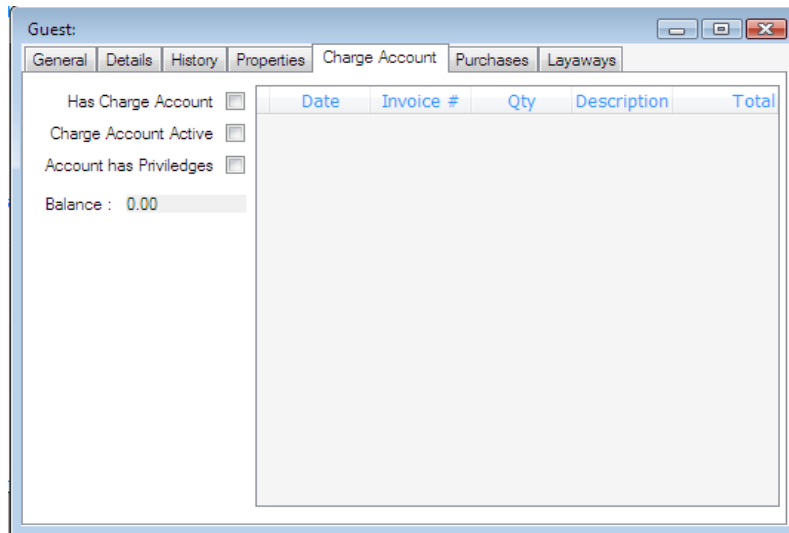 Guest:
General Details History Properties Charge Account Purchases Layaways
Has Charge Account
Charge Account Active
Account has Priviledges
Balance : 0.00
Date Invoice # Qty Description Total